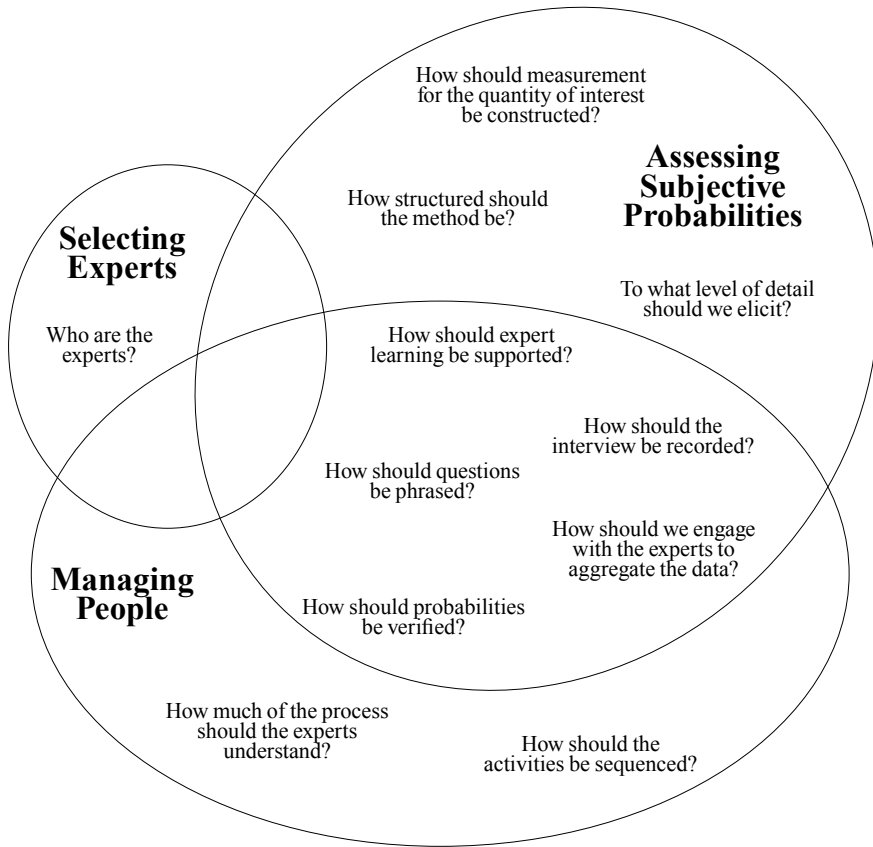 How should measurement
for the quantity of interest
be constructed?
Assessing
Subjective
Probabilities
How structured should
the method be?
Selecting
Experts
To what level of detail
should we elicit?
Who are the
experts?
How should expert
learning be supported?
How should the
interview be recorded?
How should questions
be phrased?
How should we engage
with the experts to
aggregate the data?
Managing
People
How should probabilities
be verified?
How much of the process
should the experts
understand?
How should the
activities be sequenced?